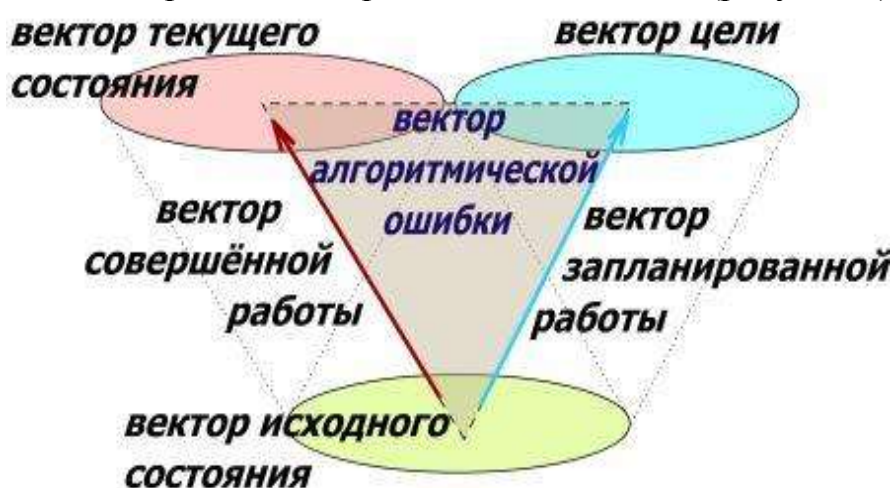 вектор текущего
состояния
вектор цели
вектор
алгоритмической
ошибки
вектор
совершённой
работы
вектор
запланированной
работы
вектор исходного
состояния